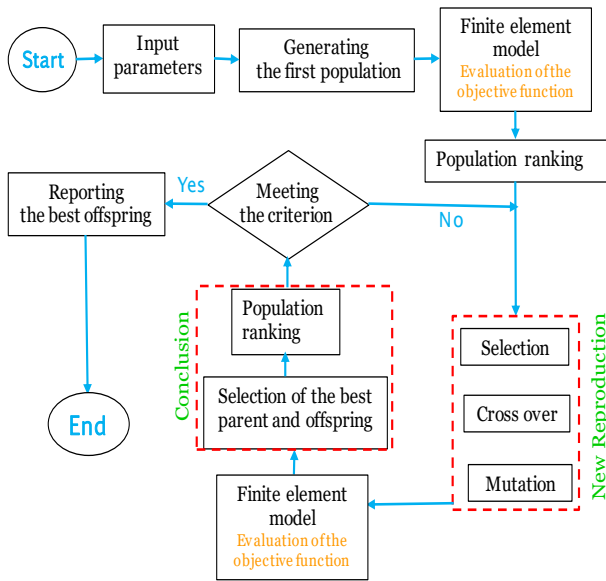 Start
Input
parameters
Generating
the first population
Finite element
model
Evaluation of the
objective function
Population ranking
Reporting
the best offspring
Yes
Meeting
the criterion
No
Conclusion
Population
ranking
Selection of the best
parent and offspring
New Reproduction
Selection
Cross over
Mutation
End
Finite element
model
Evaluation of the
objective function